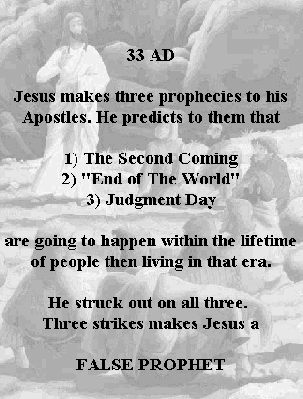 33 AD
Jesus makes three prophecies to his
Apostles. He predicts to them that
1) The Second Coming
2) "End of The World"
3) Judgment Day
are going to happen within the lifetime
of people then living in that era.
He struck out on all three.
Three strikes makes Jesus a
FALSE PROPHET